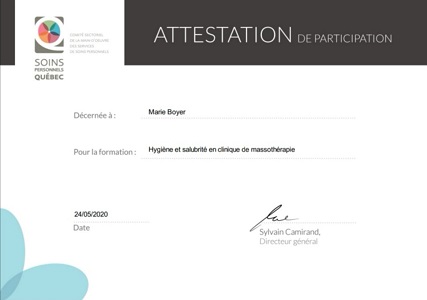 ATTESTATION DE PARTICIPATION
COMITÉ SECTORIEL
DE LA MAIN-D'ŒUVRE
DES SERVICES
DE SOINS PERSONNELS
SOINS
PERSONNELS
QUÉBEC
Décernée à : Marie Boyer
Pour la formation : Hygiène et salubrité en clinique de massothérapie
24/05/2020
Date
Sylvain Camirand,
Directeur général